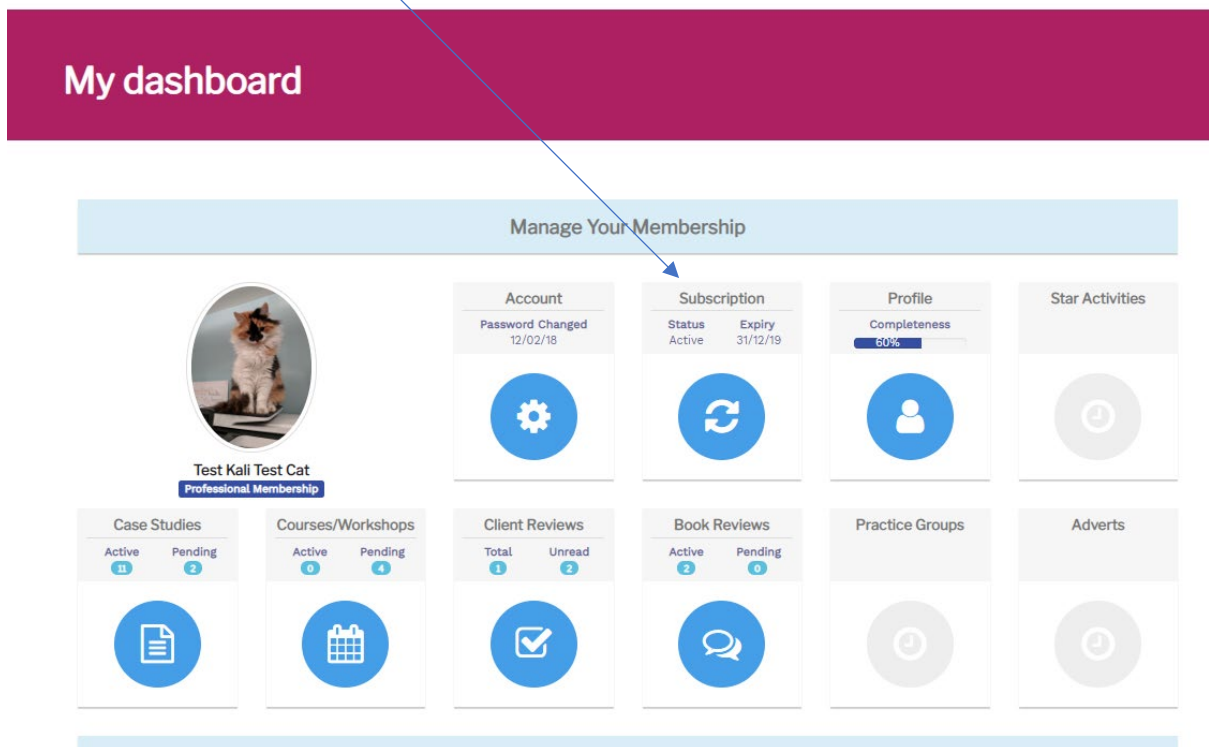 My dashboard
Manage Your Membership
Account
Password Changed
12/02/18
Subscription
Status Expiry
Active 31/12/19
Profile
Completeness
60%
Star Activities
Test Kali Test Cat
Professional Membership
Case Studies
Active Pending
11 2
Courses/Workshops
Active Pending
0 4
Client Reviews
Total Unread
1 2
Book Reviews
Active Pending
2 0
Practice Groups
Adverts